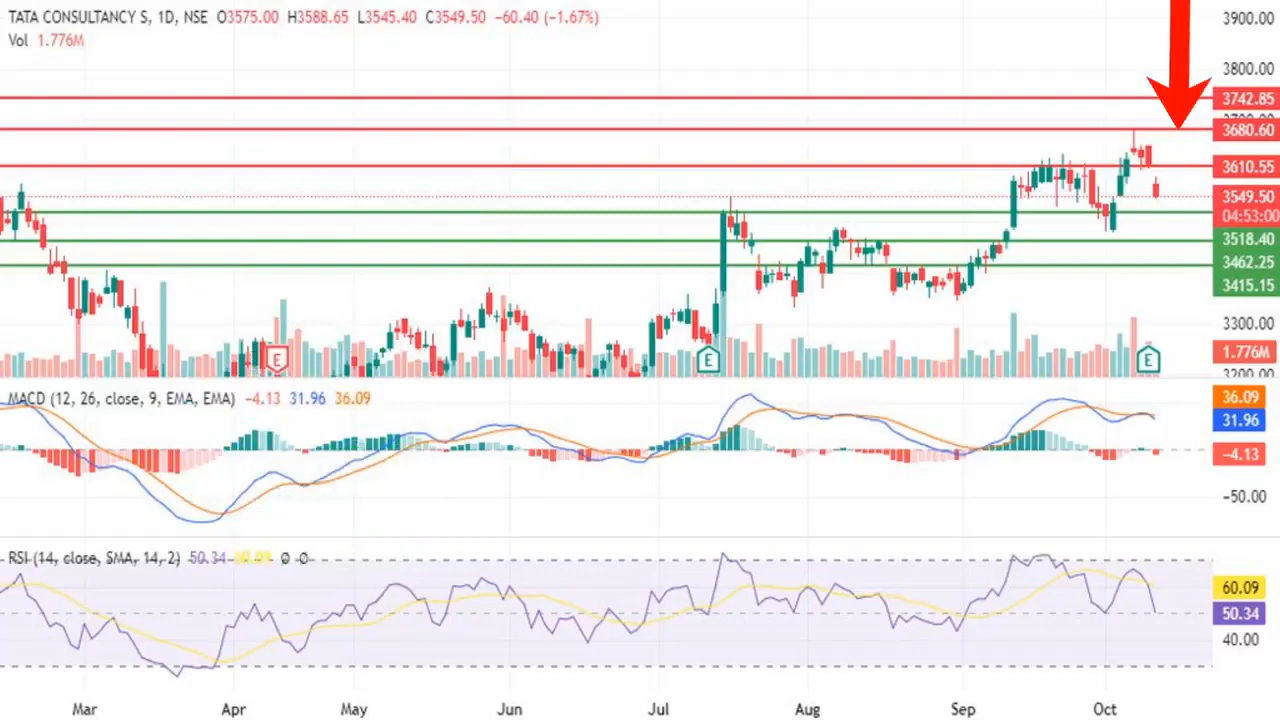 TATA CONSULTANCY S, 1D, NSE O3575.00 H3588.65 L3545.40 C3549.50 −60.40 (−1.67%)
Vol 1.776M
3900.00
3800.00
3742.85
3680.60
3610.55
3549.50
04:53:00
3518.40
3462.25
3415.15
3300.00
1.776M
3200.00
E
E
E
MACD (12, 26, close, 9, EMA, EMA) −4.13 31.96 36.09
36.09
31.96
−4.13
−50.00
RSI (14, close, SMA, 14, 2) 50.34 60.09 Ø Ø
60.09
50.34
40.00
Mar Apr May Jun Jul Aug Sep Oct